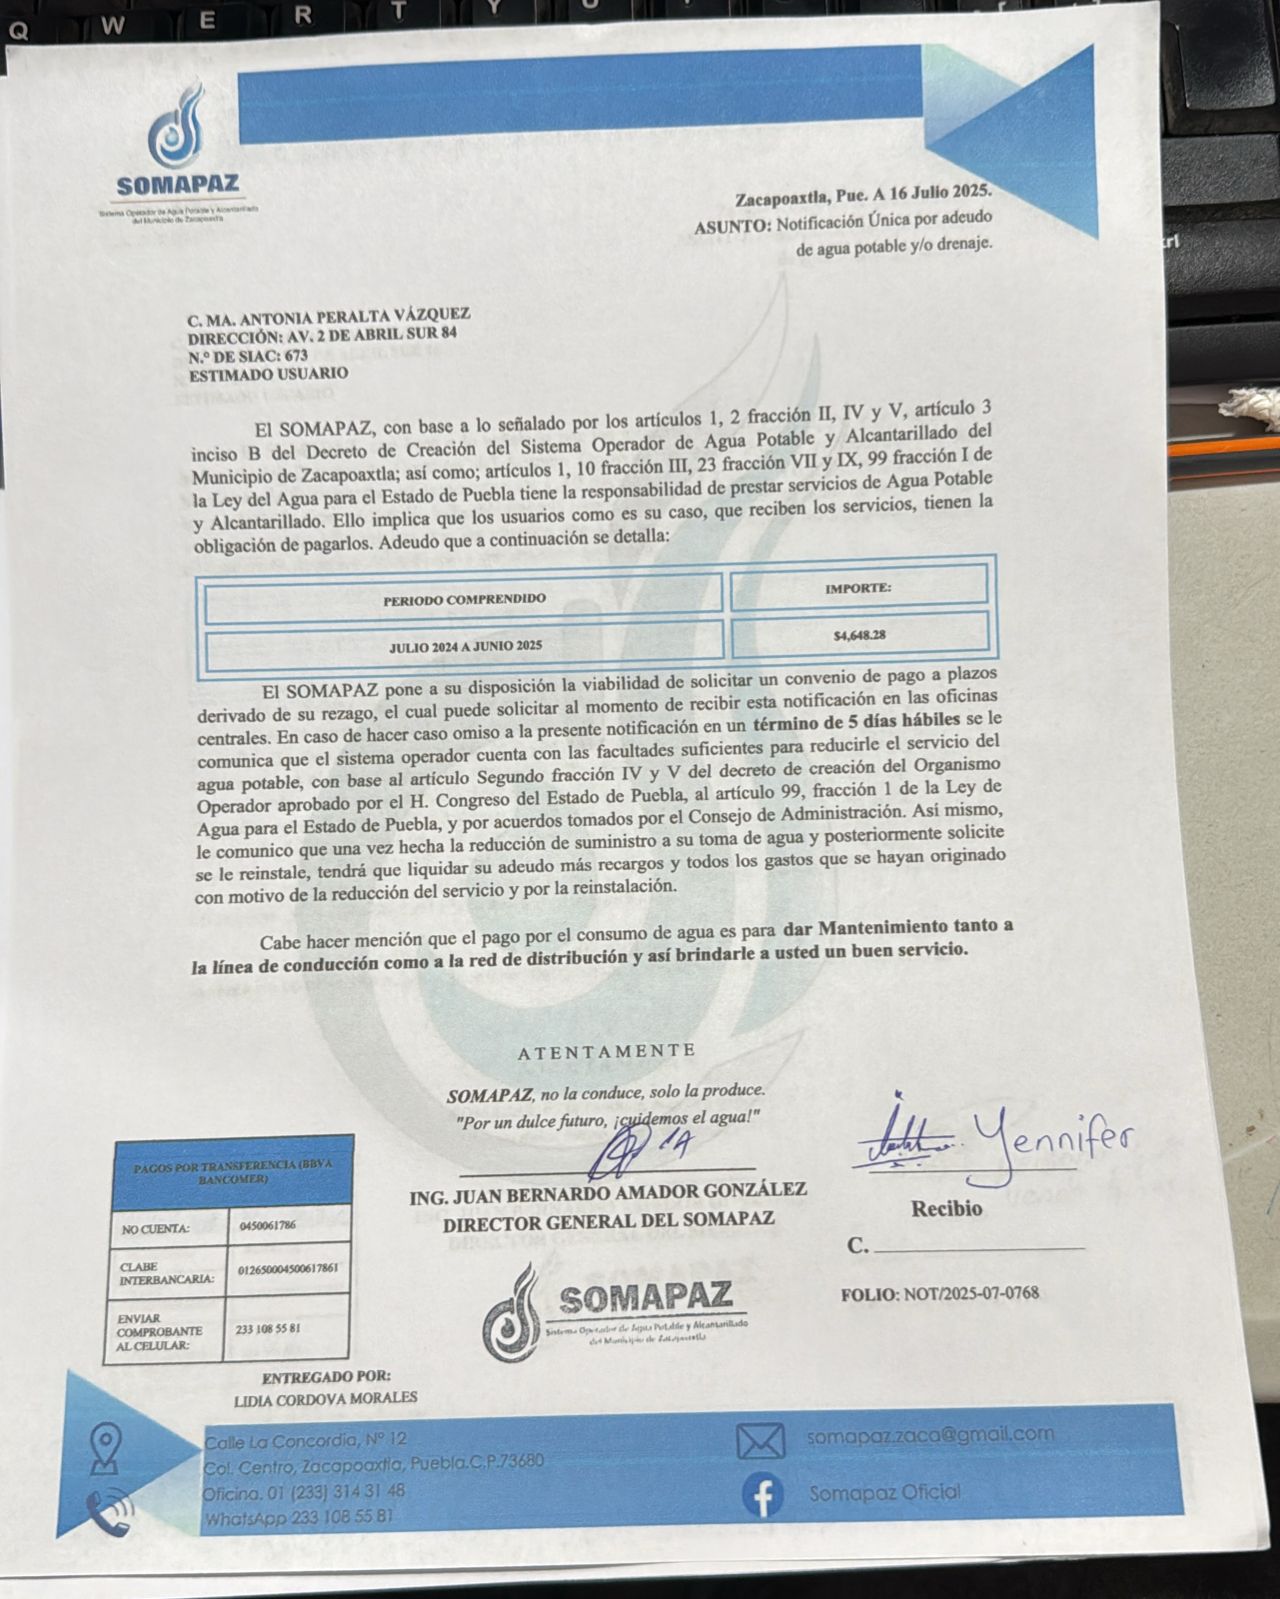 Q W E R T Y U
SOMAPAZ
Sistema Operador de Agua Potable y Alcantarillado
del Municipio de Zacapoaxtla
Zacapoaxtla, Pue. A 16 Julio 2025.
ASUNTO: Notificación Única por adeudo
de agua potable y/o drenaje.
C. MA. ANTONIA PERALTA VÁZQUEZ
DIRECCIÓN: AV. 2 DE ABRIL SUR 84
N.º DE SIAC: 673
ESTIMADO USUARIO
El SOMAPAZ, con base a lo señalado por los artículos 1, 2 fracción II, IV y V, artículo 3
inciso B del Decreto de Creación del Sistema Operador de Agua Potable y Alcantarillado del
Municipio de Zacapoaxtla; así como; artículos 1, 10 fracción III, 23 fracción VII y IX, 99 fracción I de
la Ley del Agua para el Estado de Puebla tiene la responsabilidad de prestar servicios de Agua Potable
y Alcantarillado. Ello implica que los usuarios como es su caso, que reciben los servicios, tienen la
obligación de pagarlos. Adeudo que a continuación se detalla:
PERIODO COMPRENDIDO IMPORTE:
JULIO 2024 A JUNIO 2025 $4,648.28
El SOMAPAZ pone a su disposición la viabilidad de solicitar un convenio de pago a plazos
derivado de su rezago, el cual puede solicitar al momento de recibir esta notificación en las oficinas
centrales. En caso de hacer caso omiso a la presente notificación en un término de 5 días hábiles se le
comunica que el sistema operador cuenta con las facultades suficientes para reducirle el servicio del
agua potable, con base al artículo Segundo fracción IV y V del decreto de creación del Organismo
Operador aprobado por el H. Congreso del Estado de Puebla, al artículo 99, fracción 1 de la Ley de
Agua para el Estado de Puebla, y por acuerdos tomados por el Consejo de Administración. Así mismo,
le comunico que una vez hecha la reducción de suministro a su toma de agua y posteriormente solicite
se le reinstale, tendrá que liquidar su adeudo más recargos y todos los gastos que se hayan originado
con motivo de la reducción del servicio y por la reinstalación.
Cabe hacer mención que el pago por el consumo de agua es para dar Mantenimiento tanto a
la línea de conducción como a la red de distribución y así brindarle a usted un buen servicio.
ATENTAMENTE
SOMAPAZ, no la conduce, solo la produce.
"Por un dulce futuro, ¡cuidemos el agua!"
ING. JUAN BERNARDO AMADOR GONZÁLEZ
DIRECTOR GENERAL DEL SOMAPAZ
Yennifer
Recibio
C.
FOLIO: NOT/2025-07-0768
PAGOS POR TRANSFERENCIA (BBVA
BANCOMER)
NO CUENTA: 0450061786
CLABE
INTERBANCARIA: 012650004500617861
ENVIAR
COMPROBANTE
AL CELULAR: 233 108 55 81
SOMAPAZ
Sistema Operador de Agua Potable y Alcantarillado
del Municipio de Zacapoaxtla
ENTREGADO POR:
LIDIA CORDOVA MORALES
Calle La Concordia, Nº 12
Col. Centro, Zacapoaxtla, Puebla.C.P.73680
Oficina. 01 (233) 314 31 48
WhatsApp 233 108 55 81
somapaz.zaca@gmail.com
Somapaz Oficial